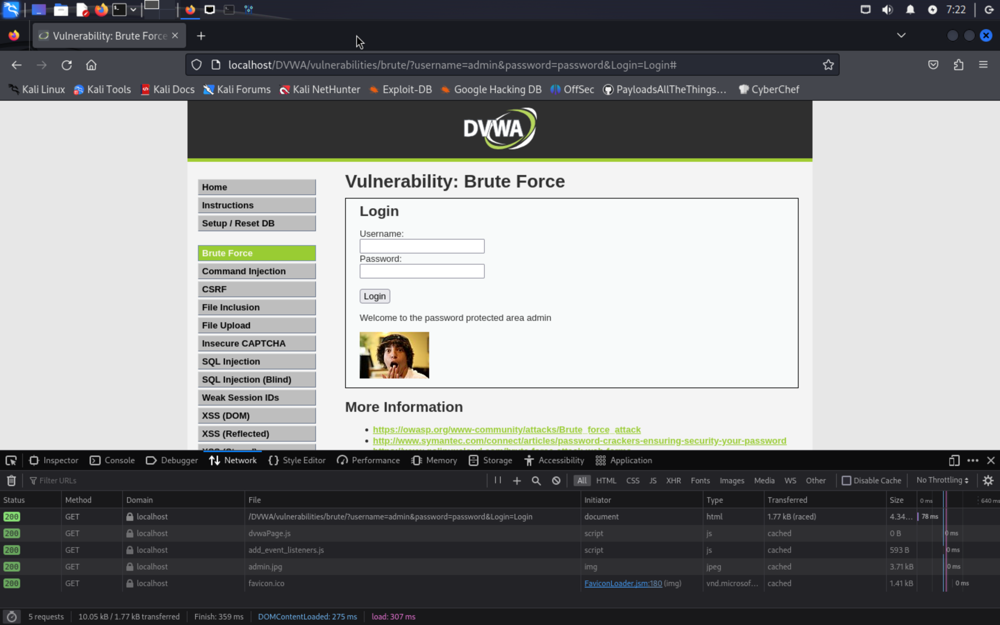 7:22
Vulnerability: Brute Force
localhost/DVWA/vulnerabilities/brute/?username=admin&password=password&Login=Login#
Kali Linux Kali Tools Kali Docs Kali Forums Kali NetHunter Exploit-DB Google Hacking DB OffSec PayloadsAllTheThings... CyberChef
DVWA
Home
Instructions
Setup / Reset DB
Brute Force
Command Injection
CSRF
File Inclusion
File Upload
Insecure CAPTCHA
SQL Injection
SQL Injection (Blind)
Weak Session IDs
XSS (DOM)
XSS (Reflected)
Vulnerability: Brute Force
Login
Username:
Password:
Login
Welcome to the password protected area admin
More Information
https://owasp.org/www-community/attacks/Brute_force_attack
http://www.symantec.com/connect/articles/password-crackers-ensuring-security-your-password
Inspector Console Debugger Network Style Editor Performance Memory Storage Accessibility Application
Filter URLs All HTML CSS JS XHR Fonts Images Media WS Other Disable Cache No Throttling
Status Method Domain File Initiator Type Transferred Size 0 ms 640 ms
200 GET localhost /DVWA/vulnerabilities/brute/?username=admin&password=password&Login=Login document html 1.77 kB (raced) 4.34... 78 ms
200 GET localhost dvwaPage.js script js cached 0 B 0 ms
200 GET localhost add_event_listeners.js script js cached 593 B 0 ms
200 GET localhost admin.jpg img jpeg cached 3.71 kB 0 ms
200 GET localhost favicon.ico FaviconLoader.jsm:180 (img) vnd.microsof... cached 1.41 kB 0 ms
5 requests 10.05 kB / 1.77 kB transferred Finish: 359 ms DOMContentLoaded: 275 ms load: 307 ms